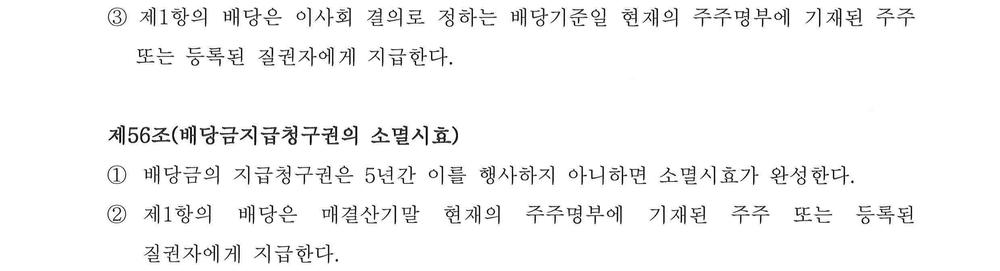 ③ 제1항의 배당은 이사회 결의로 정하는 배당기준일 현재의 주주명부에 기재된 주주
또는 등록된 질권자에게 지급한다.
제56조(배당금지급청구권의 소멸시효)
① 배당금의 지급청구권은 5년간 이를 행사하지 아니하면 소멸시효가 완성한다.
② 제1항의 배당은 매결산기말 현재의 주주명부에 기재된 주주 또는 등록된
질권자에게 지급한다.